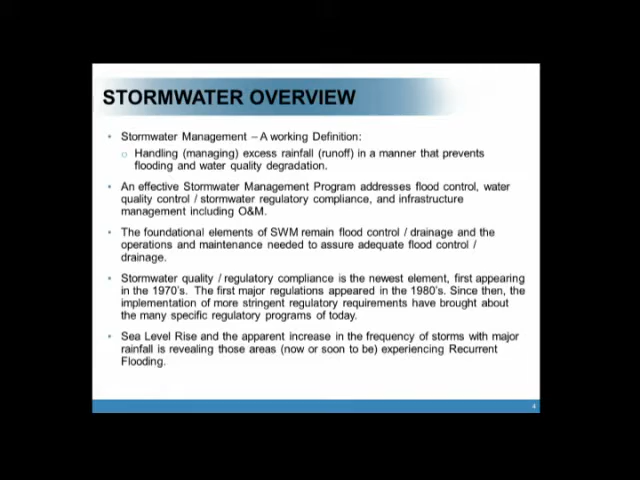 STORMWATER OVERVIEW
• Stormwater Management – A working Definition:
o Handling (managing) excess rainfall (runoff) in a manner that prevents
flooding and water quality degradation.
• An effective Stormwater Management Program addresses flood control, water
quality control / stormwater regulatory compliance, and infrastructure
management including O&M.
• The foundational elements of SWM remain flood control / drainage and the
operations and maintenance needed to assure adequate flood control /
drainage.
• Stormwater quality / regulatory compliance is the newest element, first appearing
in the 1970's. The first major regulations appeared in the 1980's. Since then, the
implementation of more stringent regulatory requirements have brought about
the many specific regulatory programs of today.
• Sea Level Rise and the apparent increase in the frequency of storms with major
rainfall is revealing those areas (now or soon to be) experiencing Recurrent
Flooding.
4